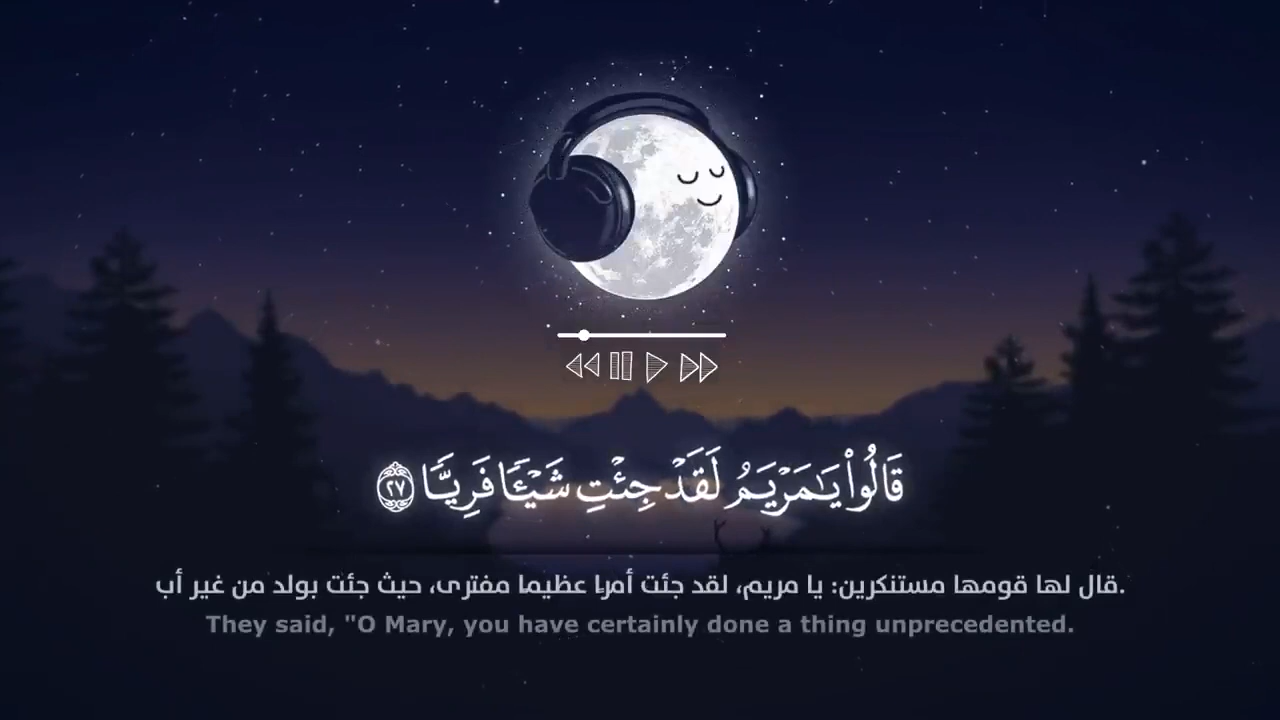 قَالُوا۟ يَـٰمَرْيَمُ لَقَدْ جِئْتِ شَيْـًٔا فَرِيًّا ٢٧
قال لها قومها مستنكرين: يا مريم، لقد جئت أمرا عظيما مفترى، حيث جئت بولد من غير أب.
They said, "O Mary, you have certainly done a thing unprecedented.